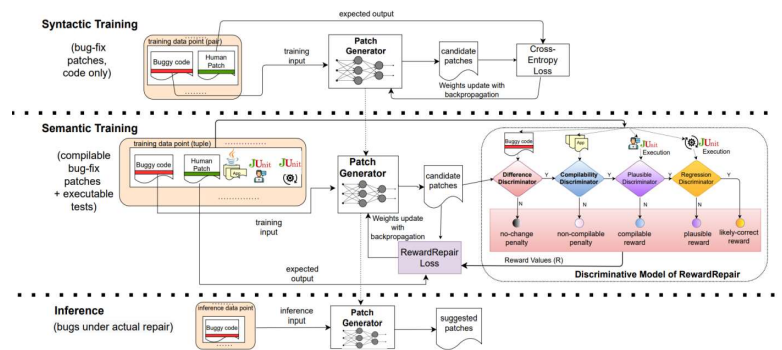 Syntactic Training
(bug-fix
patches,
code only)
training data point (pair)
Buggy code
Human
Patch
expected output
training
input
Patch
Generator
candidate
patches
Cross-
Entropy
Loss
Weights update with
backpropagation
Semantic Training
(compilable
bug-fix
patches
+ executable
tests)
training data point (tuple)
Buggy code
Human
Patch
Java
App
JUnit
JUnit
training
input
Patch
Generator
candidate
patches
Weights update
with
backpropagation
RewardRepair
Loss
expected
output
Buggy code
App
JUnit
Execution
JUnit
Execution
Difference
Discriminator
Y
Compilability
Discriminator
Y
Plausible
Discriminator
Y
Regression
Discriminator
Y
N
N
N
N
no-change
penalty
non-compilable
penalty
compilable
reward
plausible
reward
likely-correct
reward
Reward Values (R)
Discriminative Model of RewardRepair
Inference
(bugs under actual repair)
inference data point
Buggy code
inference
input
Patch
Generator
suggested
patches